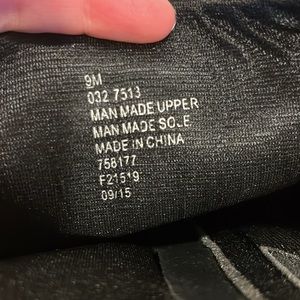 9M
032 7513
MAN MADE UPPER
MAN MADE SOLE
MADE IN CHINA
758177
F21519
09/15